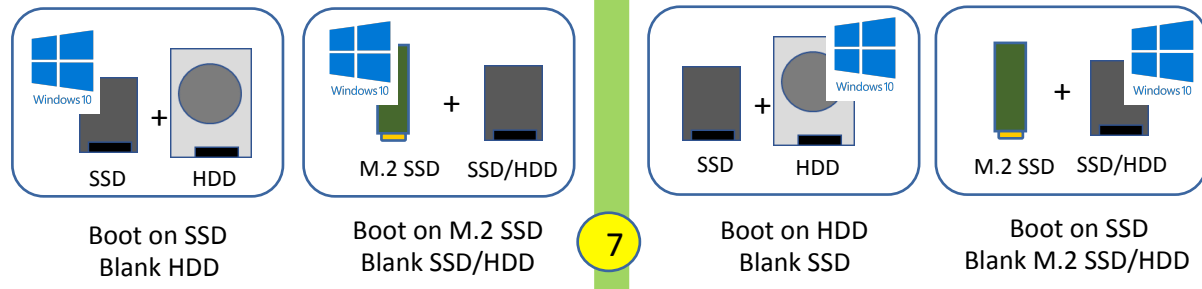 Windows 10
+
SSD
HDD
Boot on SSD
Blank HDD
Windows 10
+
M.2 SSD
SSD/HDD
Boot on M.2 SSD
Blank SSD/HDD
7
Windows 10
+
SSD
HDD
Boot on HDD
Blank SSD
Windows 10
+
M.2 SSD
SSD/HDD
Boot on SSD
Blank M.2 SSD/HDD